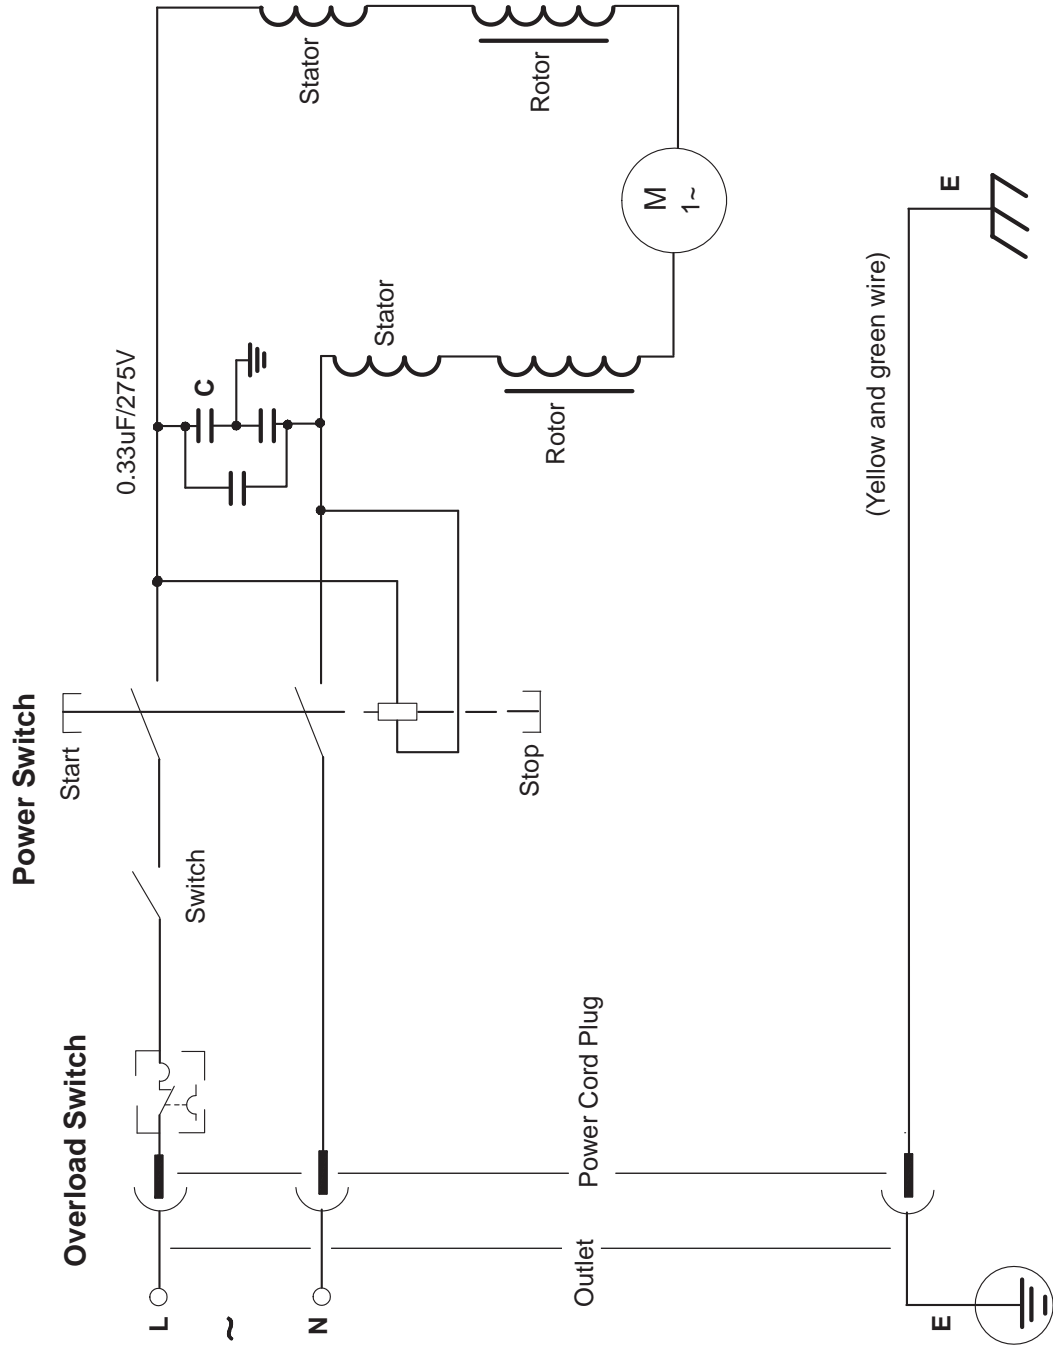 Power Switch
Overload Switch
Start
Stop
Switch
0.33uF/275V
C
Stator
Rotor
Stator
Rotor
M
1~
L
~
N
Outlet
Power Cord Plug
(Yellow and green wire)
E
E